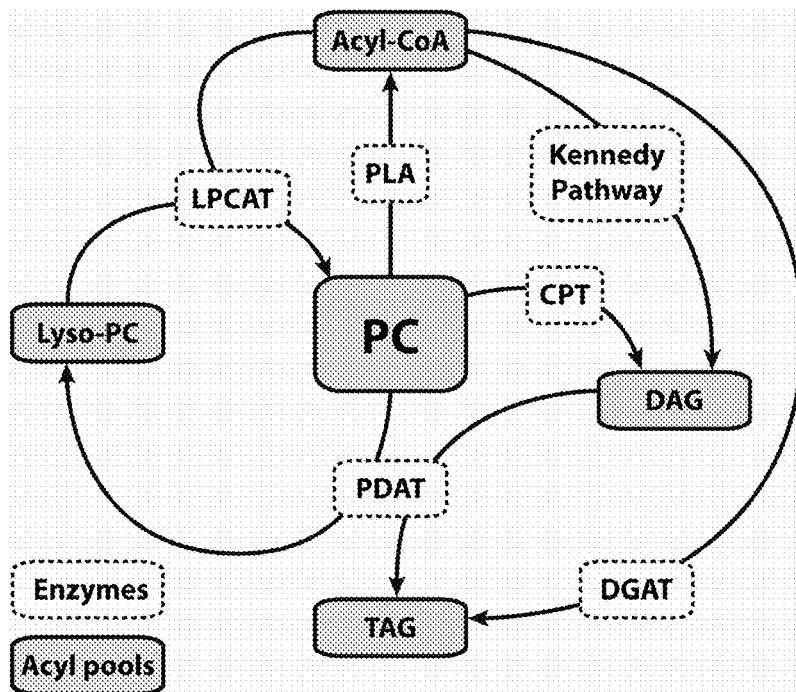 Acyl-CoA
Kennedy
Pathway
PLA
LPCAT
CPT
Lyso-PC
PC
DAG
PDAT
Enzymes
DGAT
TAG
Acyl pools